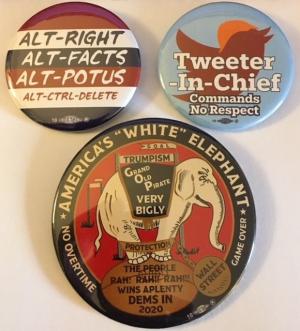 ALT-RIGHT
ALT-FACTS
ALT-POTUS
ALT-CTRL-DELETE
Tweeter
-In-Chief
Commands
No Respect
AMERICA'S "WHITE" ELEPHANT
GOAL
TRUMPISM
GRAND
OLD PIRATE
VERY
BIGLY
PROTECTION
NO OVERTIME
GAME OVER
WALL
STREET
THE PEOPLE
RAH! RAH! RAH!!!
WINS APLENTY
DEMS IN
2020